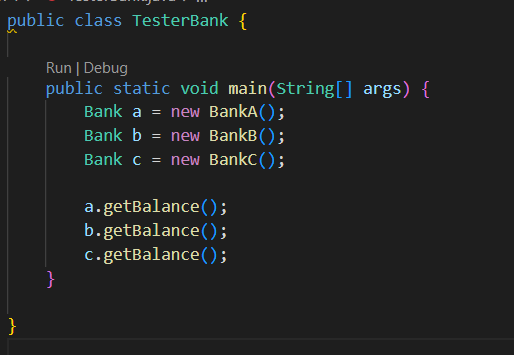 public class TesterBank {
Run | Debug
public static void main(String[] args) {
Bank a = new BankA();
Bank b = new BankB();
Bank c = new BankC();
a.getBalance();
b.getBalance();
c.getBalance();
}
}